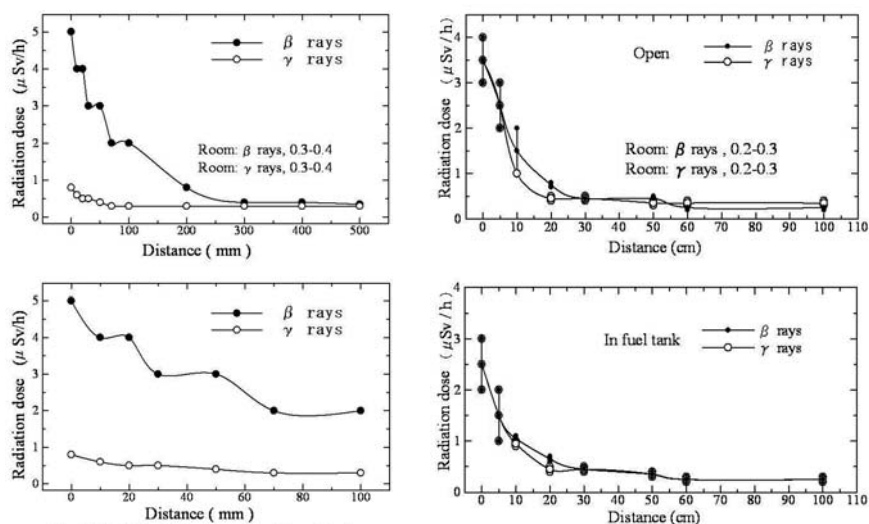 Radiation dose (μ Sv/h)
5
4
3
2
1
0
β rays
γ rays
Room: β rays, 0.3-0.4
Room: γ rays, 0.3-0.4
0 100 200 300 400 500
Distance ( mm )
Radiation dose ( μSv / h )
4
3
2
1
0
Open
β rays
γ rays
Room: β rays , 0.2-0.3
Room: γ rays , 0.2-0.3
0 10 20 30 40 50 60 70 80 90 100 110
Distance (cm)
Radiation dose (μ Sv/h)
5
4
3
2
1
0
β rays
γ rays
0 20 40 60 80 100
Distance ( mm )
Radiation dose ( μSv / h )
4
3
2
1
0
In fuel tank
β rays
γ rays
0 10 20 30 40 50 60 70 80 90 100 110
Distance (cm)